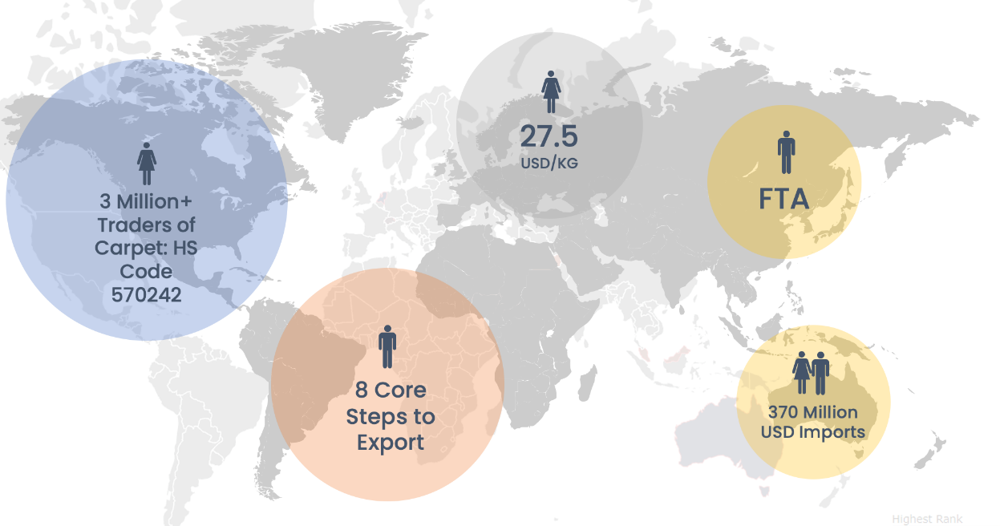 3 Million+
Traders of
Carpet: HS
Code
570242
27.5
USD/KG
FTA
8 Core
Steps to
Export
370 Million
USD Imports
Highest Rank